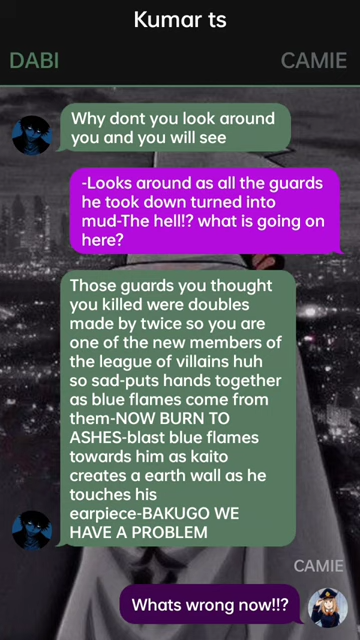 Kumar ts
DABI
CAMIE
Why dont you look around
you and you will see
-Looks around as all the guards
he took down turned into
mud-The hell!? what is going on
here?
Those guards you thought
you killed were doubles
made by twice so you are
one of the new members of
the league of villains huh
so sad-puts hands together
as blue flames come from
them-NOW BURN TO
ASHES-blast blue flames
towards him as kaito
creates a earth wall as he
touches his
earpiece-BAKUGO WE
HAVE A PROBLEM
CAMIE
Whats wrong now!!?